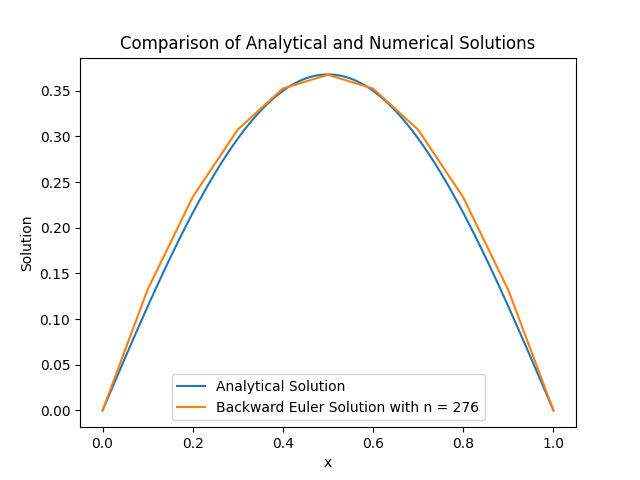 Comparison of Analytical and Numerical Solutions
Solution
0.35
0.30
0.25
0.20
0.15
0.10
0.05
0.00
Analytical Solution
Backward Euler Solution with n = 276
0.0 0.2 0.4 0.6 0.8 1.0
x